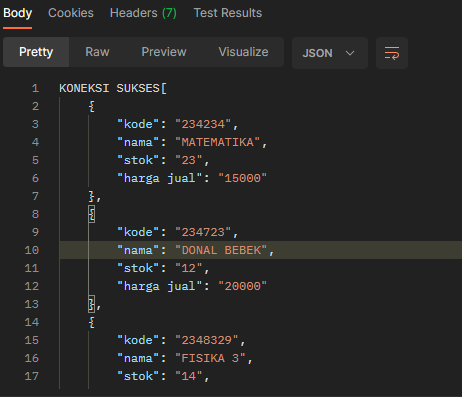 Body Cookies Headers (7) Test Results
Pretty Raw Preview Visualize JSON
1 KONEKSI SUKSES[
2 {
3 "kode": "234234",
4 "nama": "MATEMATIKA",
5 "stok": "23",
6 "harga jual": "15000"
7 },
8 {
9 "kode": "234723",
10 "nama": "DONAL BEBEK",
11 "stok": "12",
12 "harga jual": "20000"
13 },
14 {
15 "kode": "2348329",
16 "nama": "FISIKA 3",
17 "stok": "14",